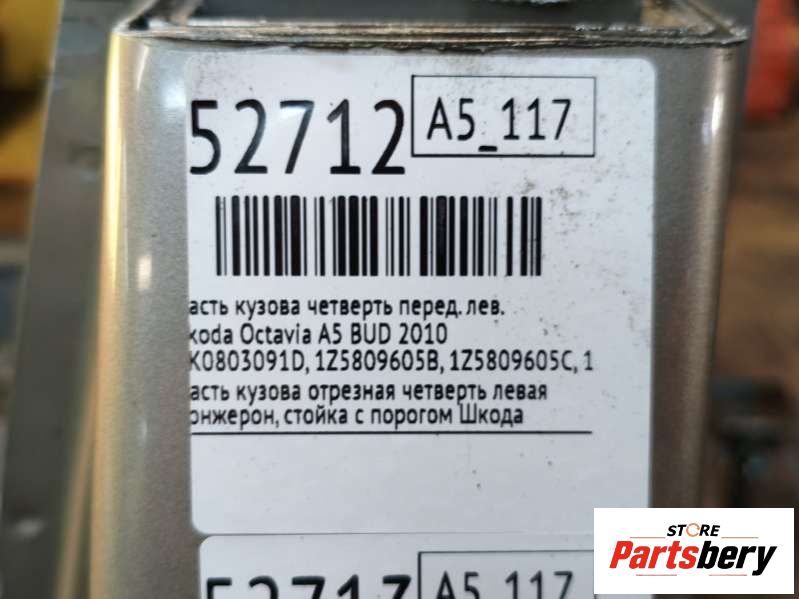 52712
A5_117
асть кузова четверть перед. лев.
koda Octavia A5 BUD 2010
K0803091D, 1Z5809605B, 1Z5809605C, 1
асть кузова отрезная четверть левая
онжерон, стойка с порогом Шкода
52713
A5_117
STORE
Partsbery